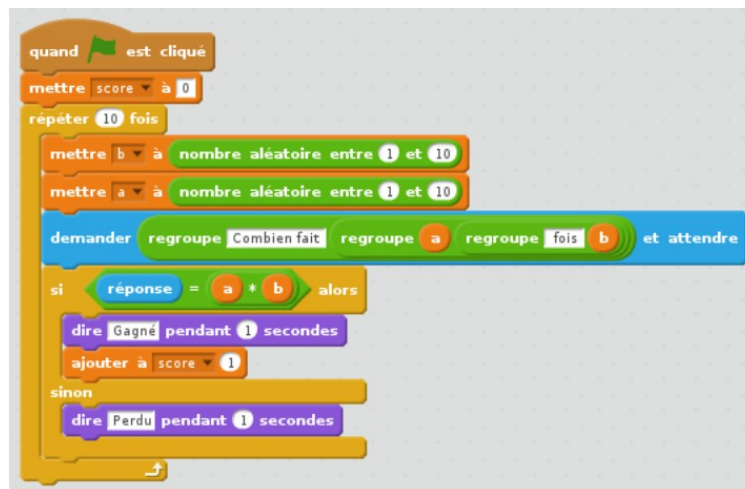 quand est cliqué
mettre score à 0
répéter 10 fois
mettre b à nombre aléatoire entre 1 et 10
mettre a à nombre aléatoire entre 1 et 10
demander regroupe Combien fait regroupe a regroupe fois b et attendre
si réponse = a * b alors
dire Gagné pendant 1 secondes
ajouter à score 1
sinon
dire Perdu pendant 1 secondes